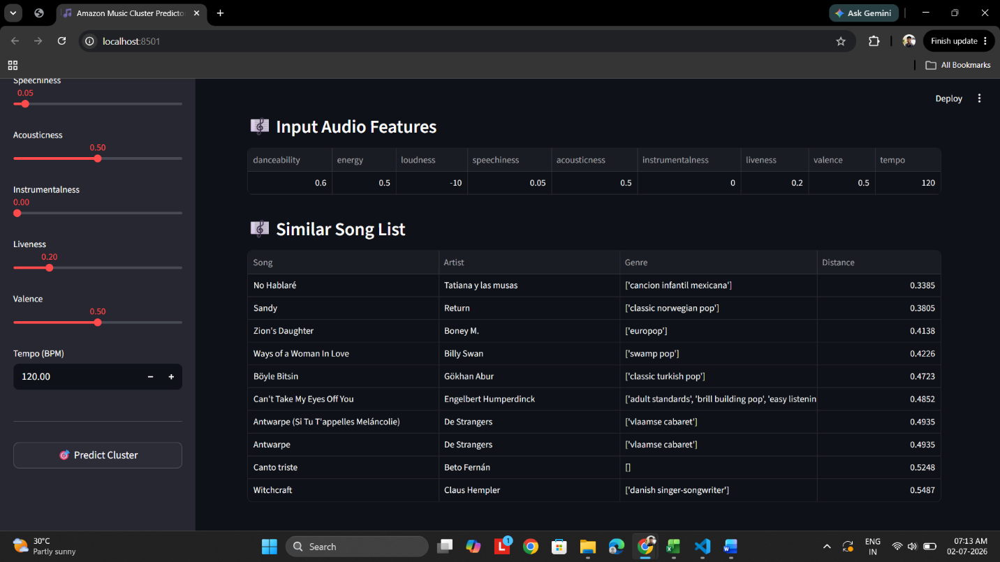 Amazon Music Cluster Predicto
Ask Gemini
localhost:8501
Finish update
All Bookmarks
Speechiness
0.05
Acousticness
0.50
Instrumentalness
0.00
Liveness
0.20
Valence
0.50
Tempo (BPM)
120.00
Predict Cluster
Deploy
Input Audio Features
danceability energy loudness speechiness acousticness instrumentalness liveness valence tempo
0.6 0.5 -10 0.05 0.5 0 0.2 0.5 120
Similar Song List
Song Artist Genre Distance
No Hablaré Tatiana y las musas ['cancion infantil mexicana'] 0.3385
Sandy Return ['classic norwegian pop'] 0.3805
Zion's Daughter Boney M. ['europop'] 0.4138
Ways of a Woman In Love Billy Swan ['swamp pop'] 0.4226
Böyle Bitsin Gökhan Abur ['classic turkish pop'] 0.4723
Can't Take My Eyes Off You Engelbert Humperdinck ['adult standards', 'brill building pop', 'easy listenin 0.4852
Antwarpe (Si Tu T'appelles Meláncolie) De Strangers ['vlaamse cabaret'] 0.4935
Antwarpe De Strangers ['vlaamse cabaret'] 0.4935
Canto triste Beto Fernán [] 0.5248
Witchcraft Claus Hempler ['danish singer-songwriter'] 0.5487
30°C
Partly sunny
Search
L 1
ENG
IN
07:13 AM
02-07-2026